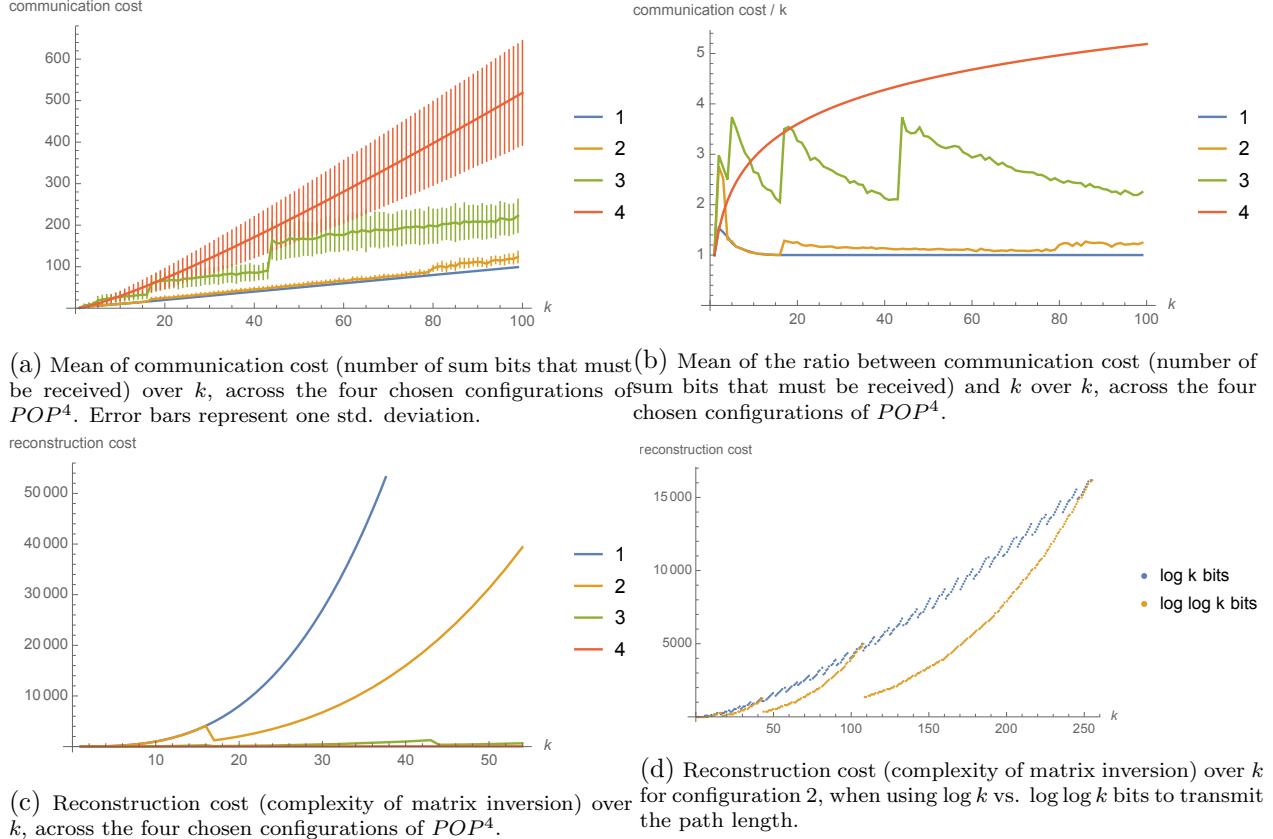 communication cost
600
500
400
300
200
100
20
40
60
80
100
k
1
2
3
4
communication cost / k
5
4
3
2
1
20
40
60
80
100
k
1
2
3
4
(a) Mean of communication cost (number of sum bits that must
be received) over k, across the four chosen configurations of
POP⁴. Error bars represent one std. deviation.
(b) Mean of the ratio between communication cost (number of
sum bits that must be received) and k over k, across the four
chosen configurations of POP⁴.
reconstruction cost
50 000
40 000
30 000
20 000
10 000
10
20
30
40
50
k
1
2
3
4
reconstruction cost
15 000
10 000
5000
50
100
150
200
250
k
log k bits
log log k bits
(c) Reconstruction cost (complexity of matrix inversion) over
k, across the four chosen configurations of POP⁴.
(d) Reconstruction cost (complexity of matrix inversion) over k
for configuration 2, when using log k vs. log log k bits to transmit
the path length.